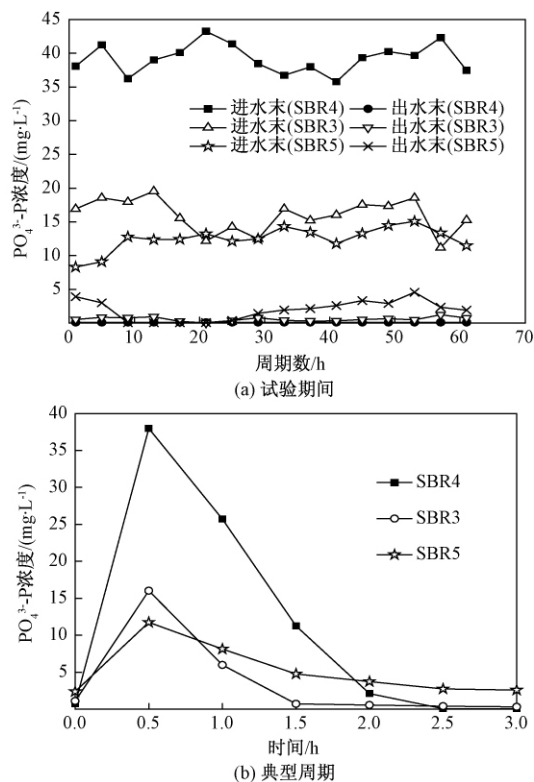 45
40
35
30
25
20
15
10
5
进水末(SBR4) 出水末(SBR4)
进水末(SBR3) 出水末(SBR3)
进水末(SBR5) 出水末(SBR5)
PO₄³⁻-P浓度/(mg·L⁻¹)
0 10 20 30 40 50 60 70
周期数/h
(a) 试验期间
40
35
30
25
20
15
10
5
SBR4
SBR3
SBR5
PO₄³⁻-P浓度/(mg·L⁻¹)
0.0 0.5 1.0 1.5 2.0 2.5 3.0
时间/h
(b) 典型周期